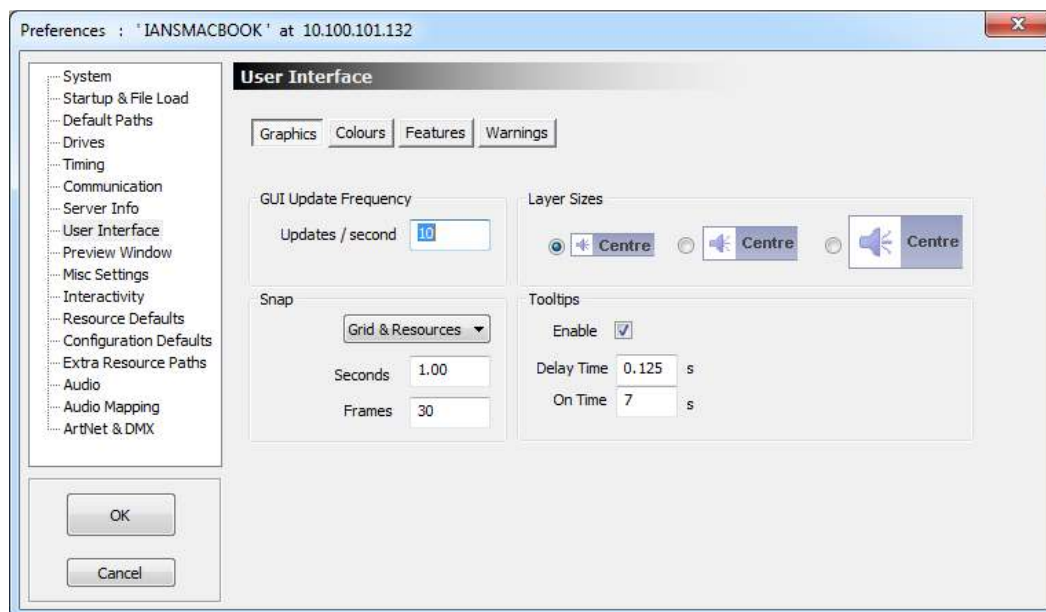 Preferences : ' IANSMACBOOK ' at 10.100.101.132
System
Startup & File Load
Default Paths
Drives
Timing
Communication
Server Info
User Interface
Preview Window
Misc Settings
Interactivity
Resource Defaults
Configuration Defaults
Extra Resource Paths
Audio
Audio Mapping
ArtNet & DMX
OK
Cancel
User Interface
Graphics Colours Features Warnings
GUI Update Frequency
Updates / second 10
Layer Sizes
Centre Centre Centre
Snap
Grid & Resources
Seconds 1.00
Frames 30
Tooltips
Enable
Delay Time 0.125 s
On Time 7 s